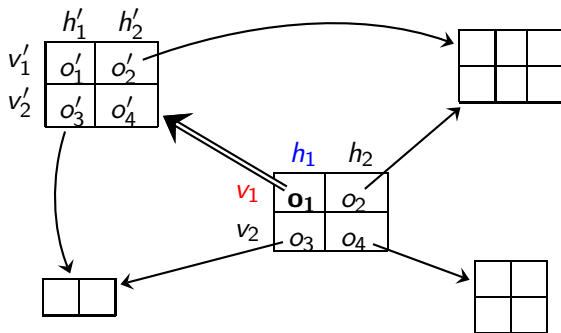 h′₁ h′₂
v′₁ o′₁ o′₂
v′₂ o′₃ o′₄
h₁ h₂
v₁ o₁ o₂
v₂ o₃ o₄